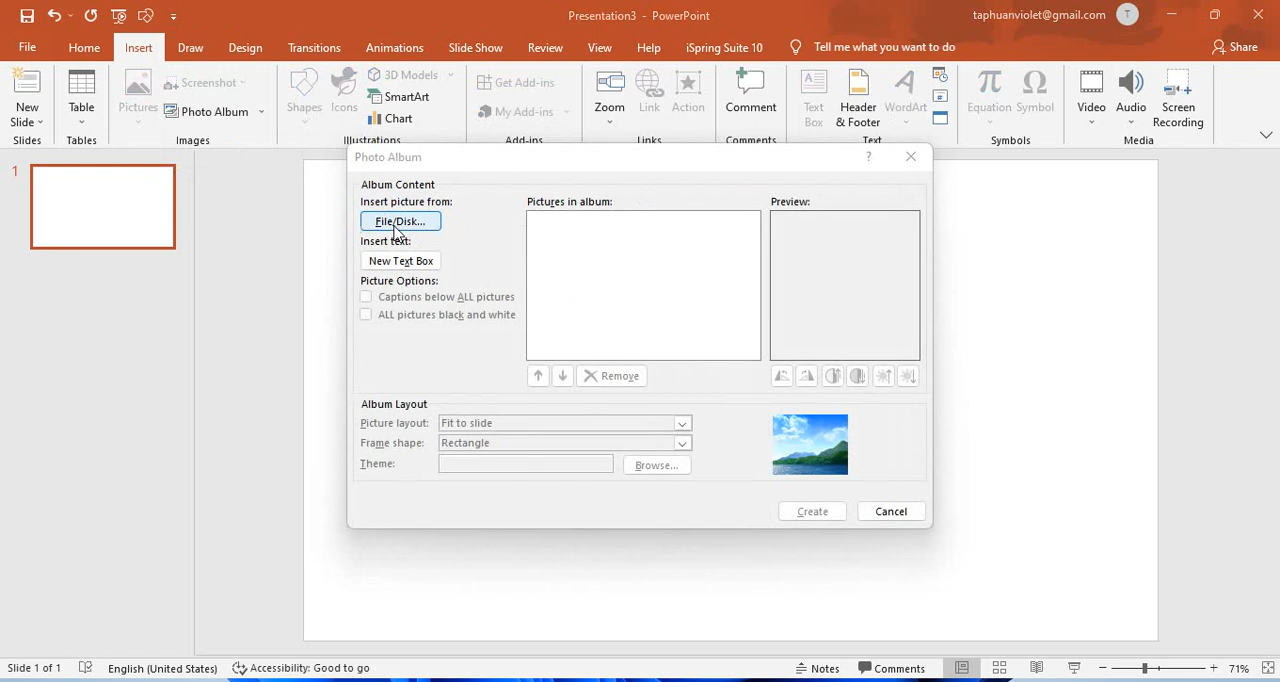 Presentation3 - PowerPoint
taphuanviolet@gmail.com T
File Home Insert Draw Design Transitions Animations Slide Show Review View Help iSpring Suite 10 Tell me what you want to do Share
New Slide
Slides
Table
Tables
Pictures
Screenshot
Photo Album
Images
Shapes
Icons
3D Models
SmartArt
Chart
Illustrations
Get Add-ins
My Add-ins
Add-ins
Zoom
Link
Action
Links
Comment
Comments
Text Box
Header & Footer
WordArt
Text
Equation
Symbol
Symbols
Video
Audio
Screen Recording
Media
1
Photo Album ?
Album Content
Insert picture from:
File/Disk...
Insert text:
New Text Box
Picture Options:
Captions below ALL pictures
ALL pictures black and white
Pictures in album:
Remove
Preview:
Album Layout
Picture layout: Fit to slide
Frame shape: Rectangle
Theme: Browse...
Create Cancel
Slide 1 of 1 English (United States) Accessibility: Good to go Notes Comments 71%